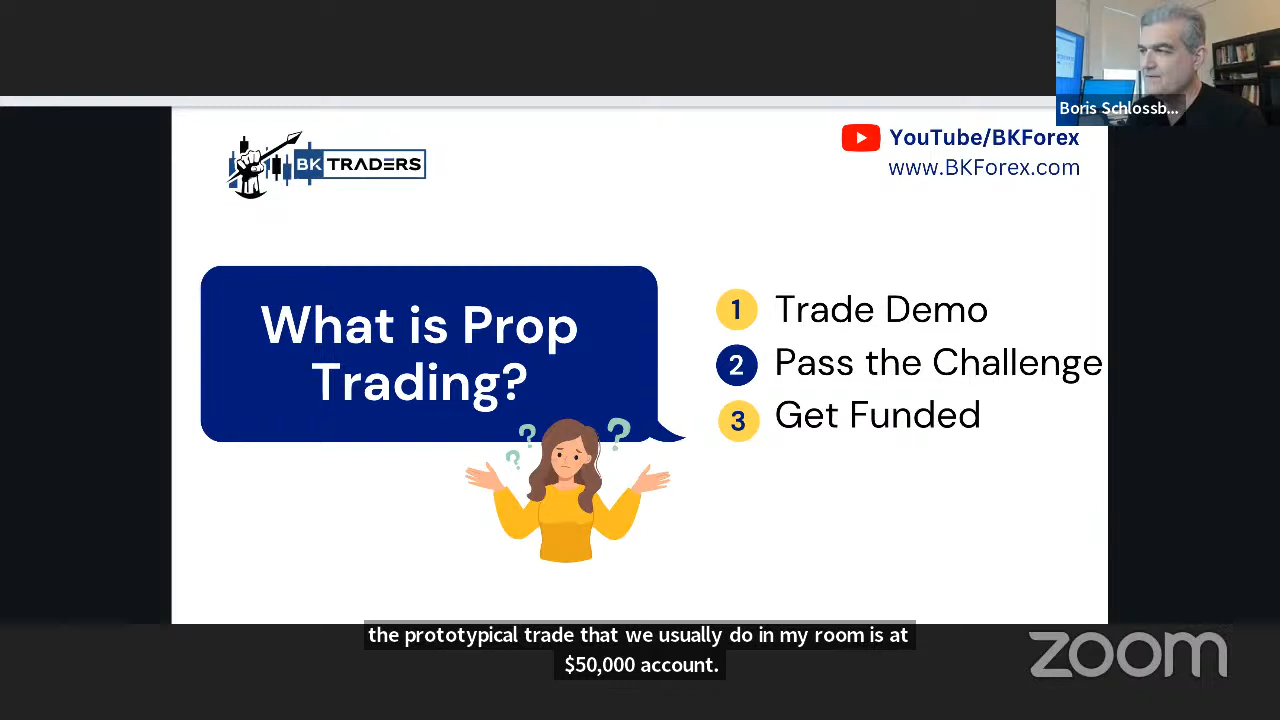 Boris Schlossb...
YouTube/BKForex
BK TRADERS
www.BKForex.com
What is Prop
Trading?
1 Trade Demo
2 Pass the Challenge
3 Get Funded
? ? ?
the prototypical trade that we usually do in my room is at
$50,000 account.
zoom